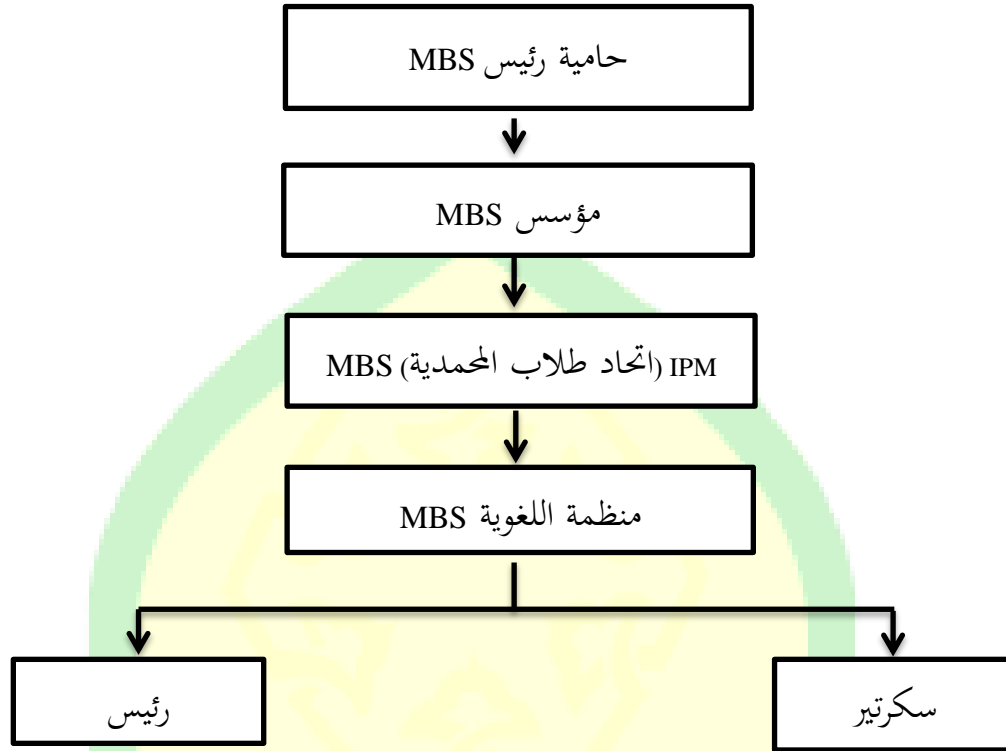 حامية رئيس MBS
مؤسس MBS
IPM (اتحاد طلاب المحمدية) MBS
منظمة اللغوية MBS
سكرتير
رئيس